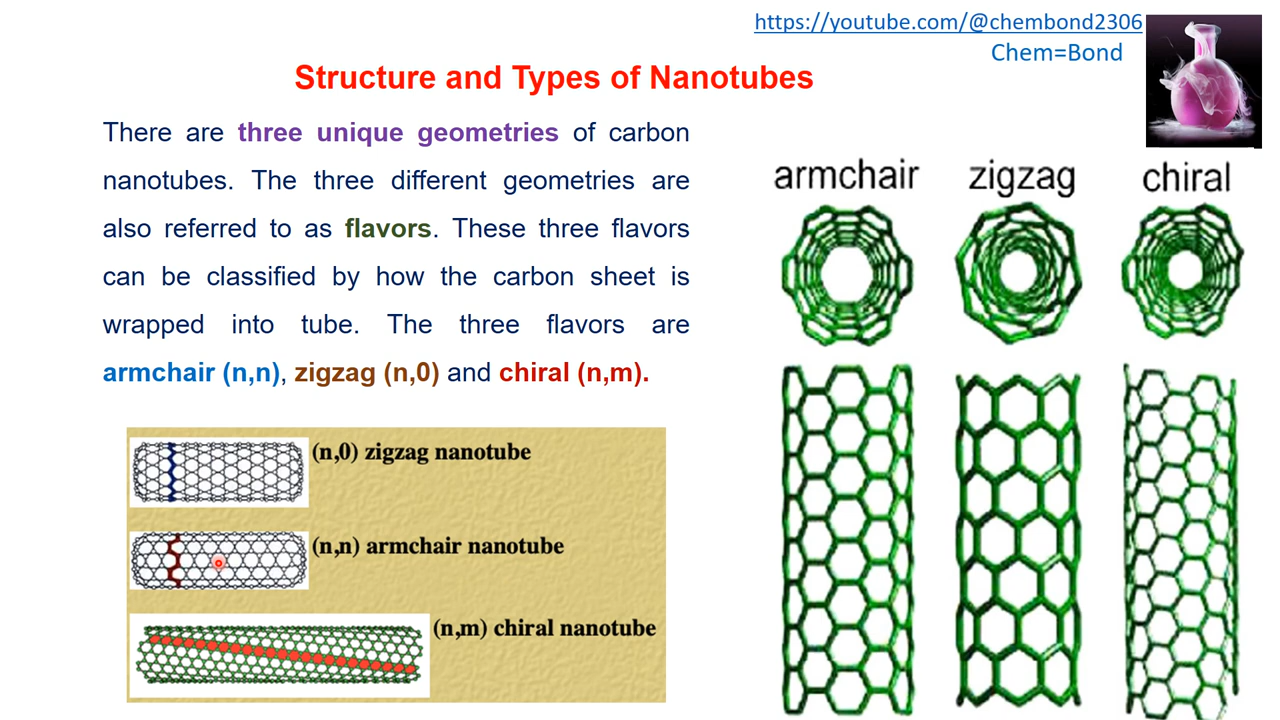 https://youtube.com/@chembond2306
Chem=Bond
Structure and Types of Nanotubes
There are three unique geometries of carbon
nanotubes. The three different geometries are
also referred to as flavors. These three flavors
can be classified by how the carbon sheet is
wrapped into tube. The three flavors are
armchair (n,n), zigzag (n,0) and chiral (n,m).
armchair zigzag chiral
(n,0) zigzag nanotube
(n,n) armchair nanotube
(n,m) chiral nanotube